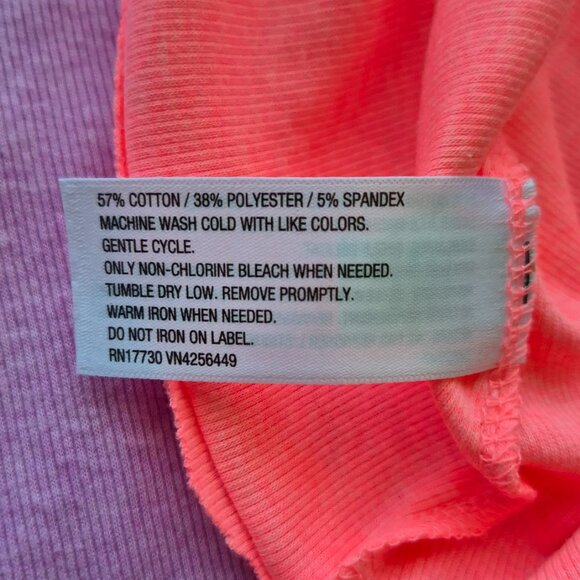 57% COTTON / 38% POLYESTER / 5% SPANDEX
MACHINE WASH COLD WITH LIKE COLORS.
GENTLE CYCLE.
ONLY NON-CHLORINE BLEACH WHEN NEEDED.
TUMBLE DRY LOW. REMOVE PROMPTLY.
WARM IRON WHEN NEEDED.
DO NOT IRON ON LABEL.
RN17730 VN4256449